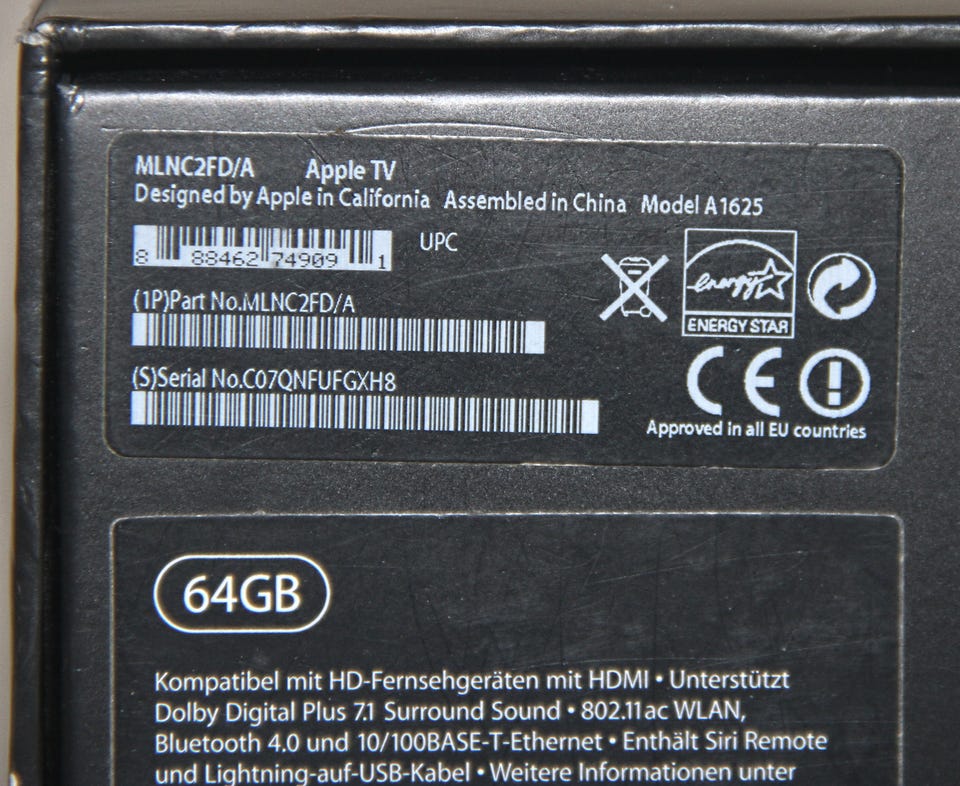 MLNC2FD/A Apple TV
Designed by Apple in California Assembled in China Model A1625
UPC
8 88462 74909 1
(1P)Part No.MLNC2FD/A
(S)Serial No.C07QNFUFGXH8
energy
ENERGY STAR
CE
Approved in all EU countries
64GB
Kompatibel mit HD-Fernsehgeräten mit HDMI • Unterstützt
Dolby Digital Plus 7.1 Surround Sound • 802.11ac WLAN,
Bluetooth 4.0 und 10/100BASE-T-Ethernet • Enthält Siri Remote
und Lightning-auf-USB-Kabel • Weitere Informationen unter